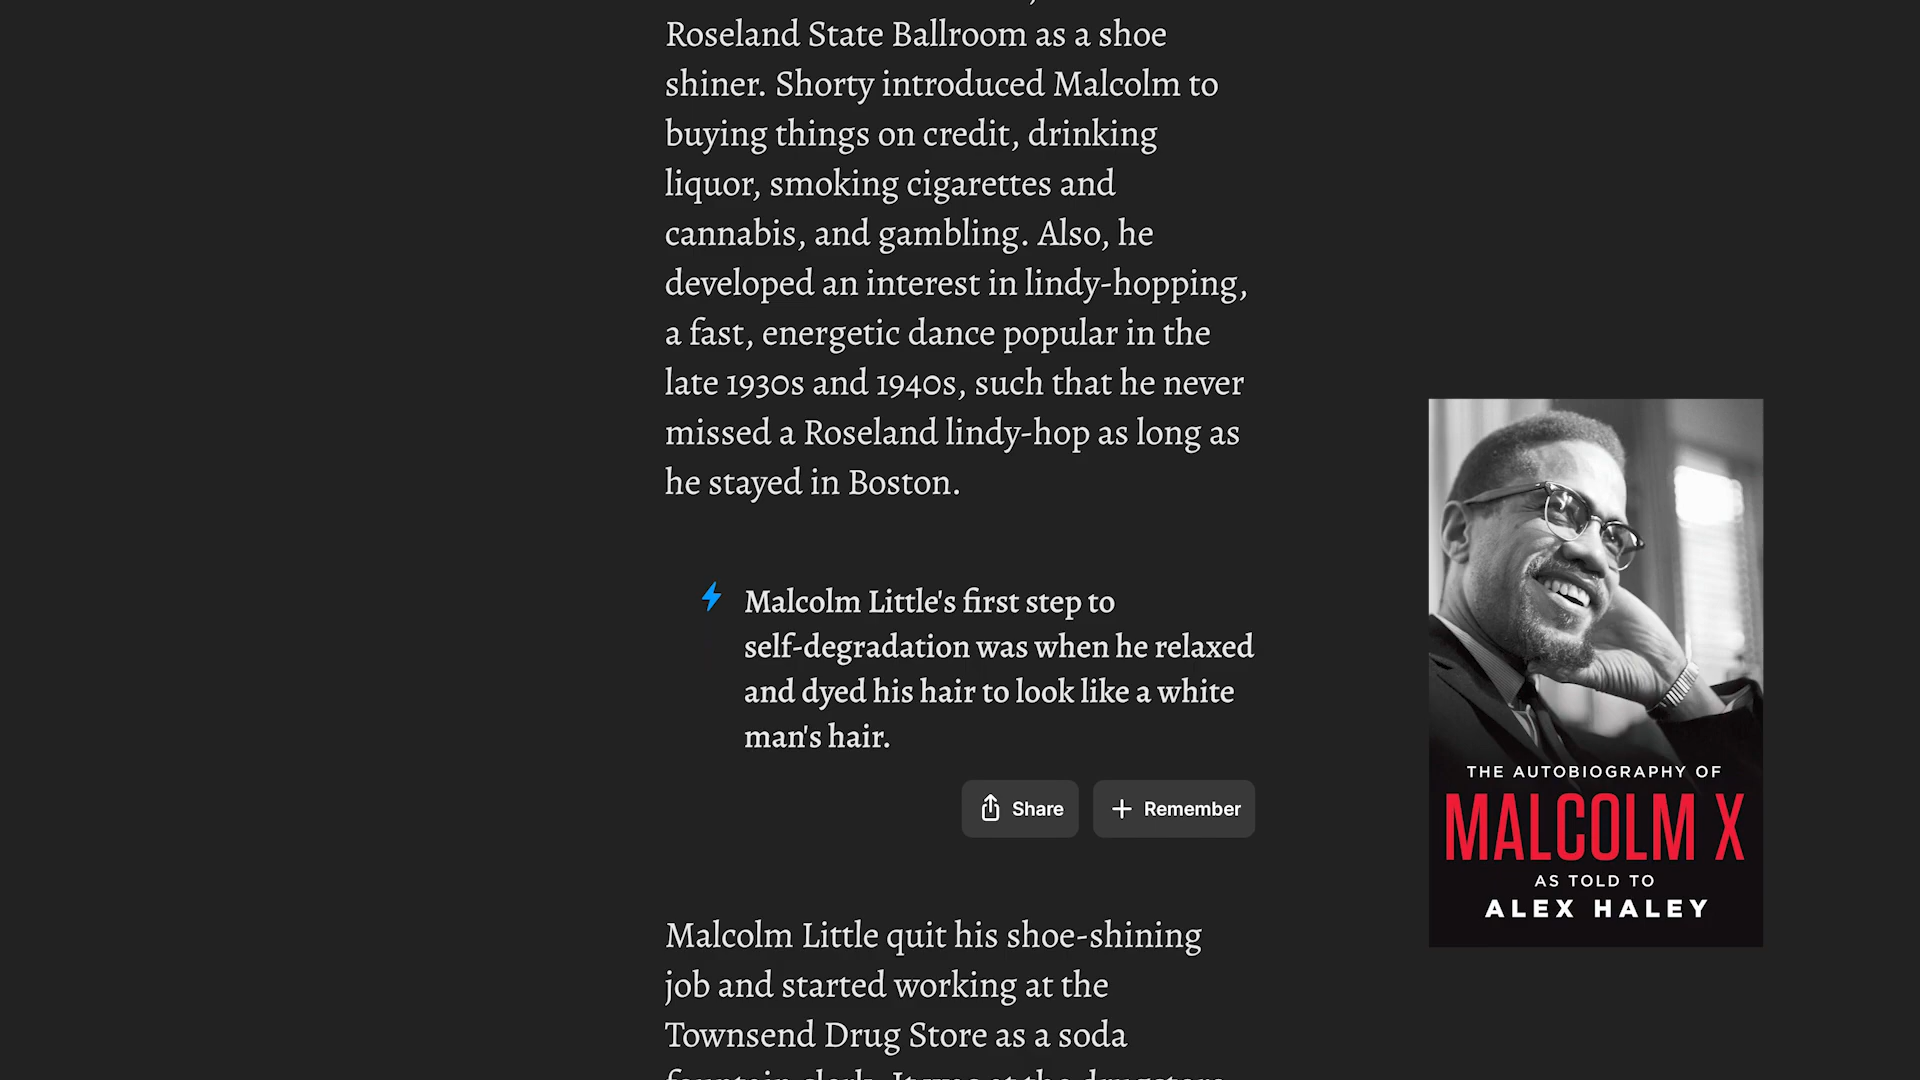 Roseland State Ballroom as a shoe
shiner. Shorty introduced Malcolm to
buying things on credit, drinking
liquor, smoking cigarettes and
cannabis, and gambling. Also, he
developed an interest in lindy-hopping,
a fast, energetic dance popular in the
late 1930s and 1940s, such that he never
missed a Roseland lindy-hop as long as
he stayed in Boston.
Malcolm Little's first step to
self-degradation was when he relaxed
and dyed his hair to look like a white
man's hair.
Share
Remember
Malcolm Little quit his shoe-shining
job and started working at the
Townsend Drug Store as a soda
THE AUTOBIOGRAPHY OF
MALCOLM X
AS TOLD TO
ALEX HALEY